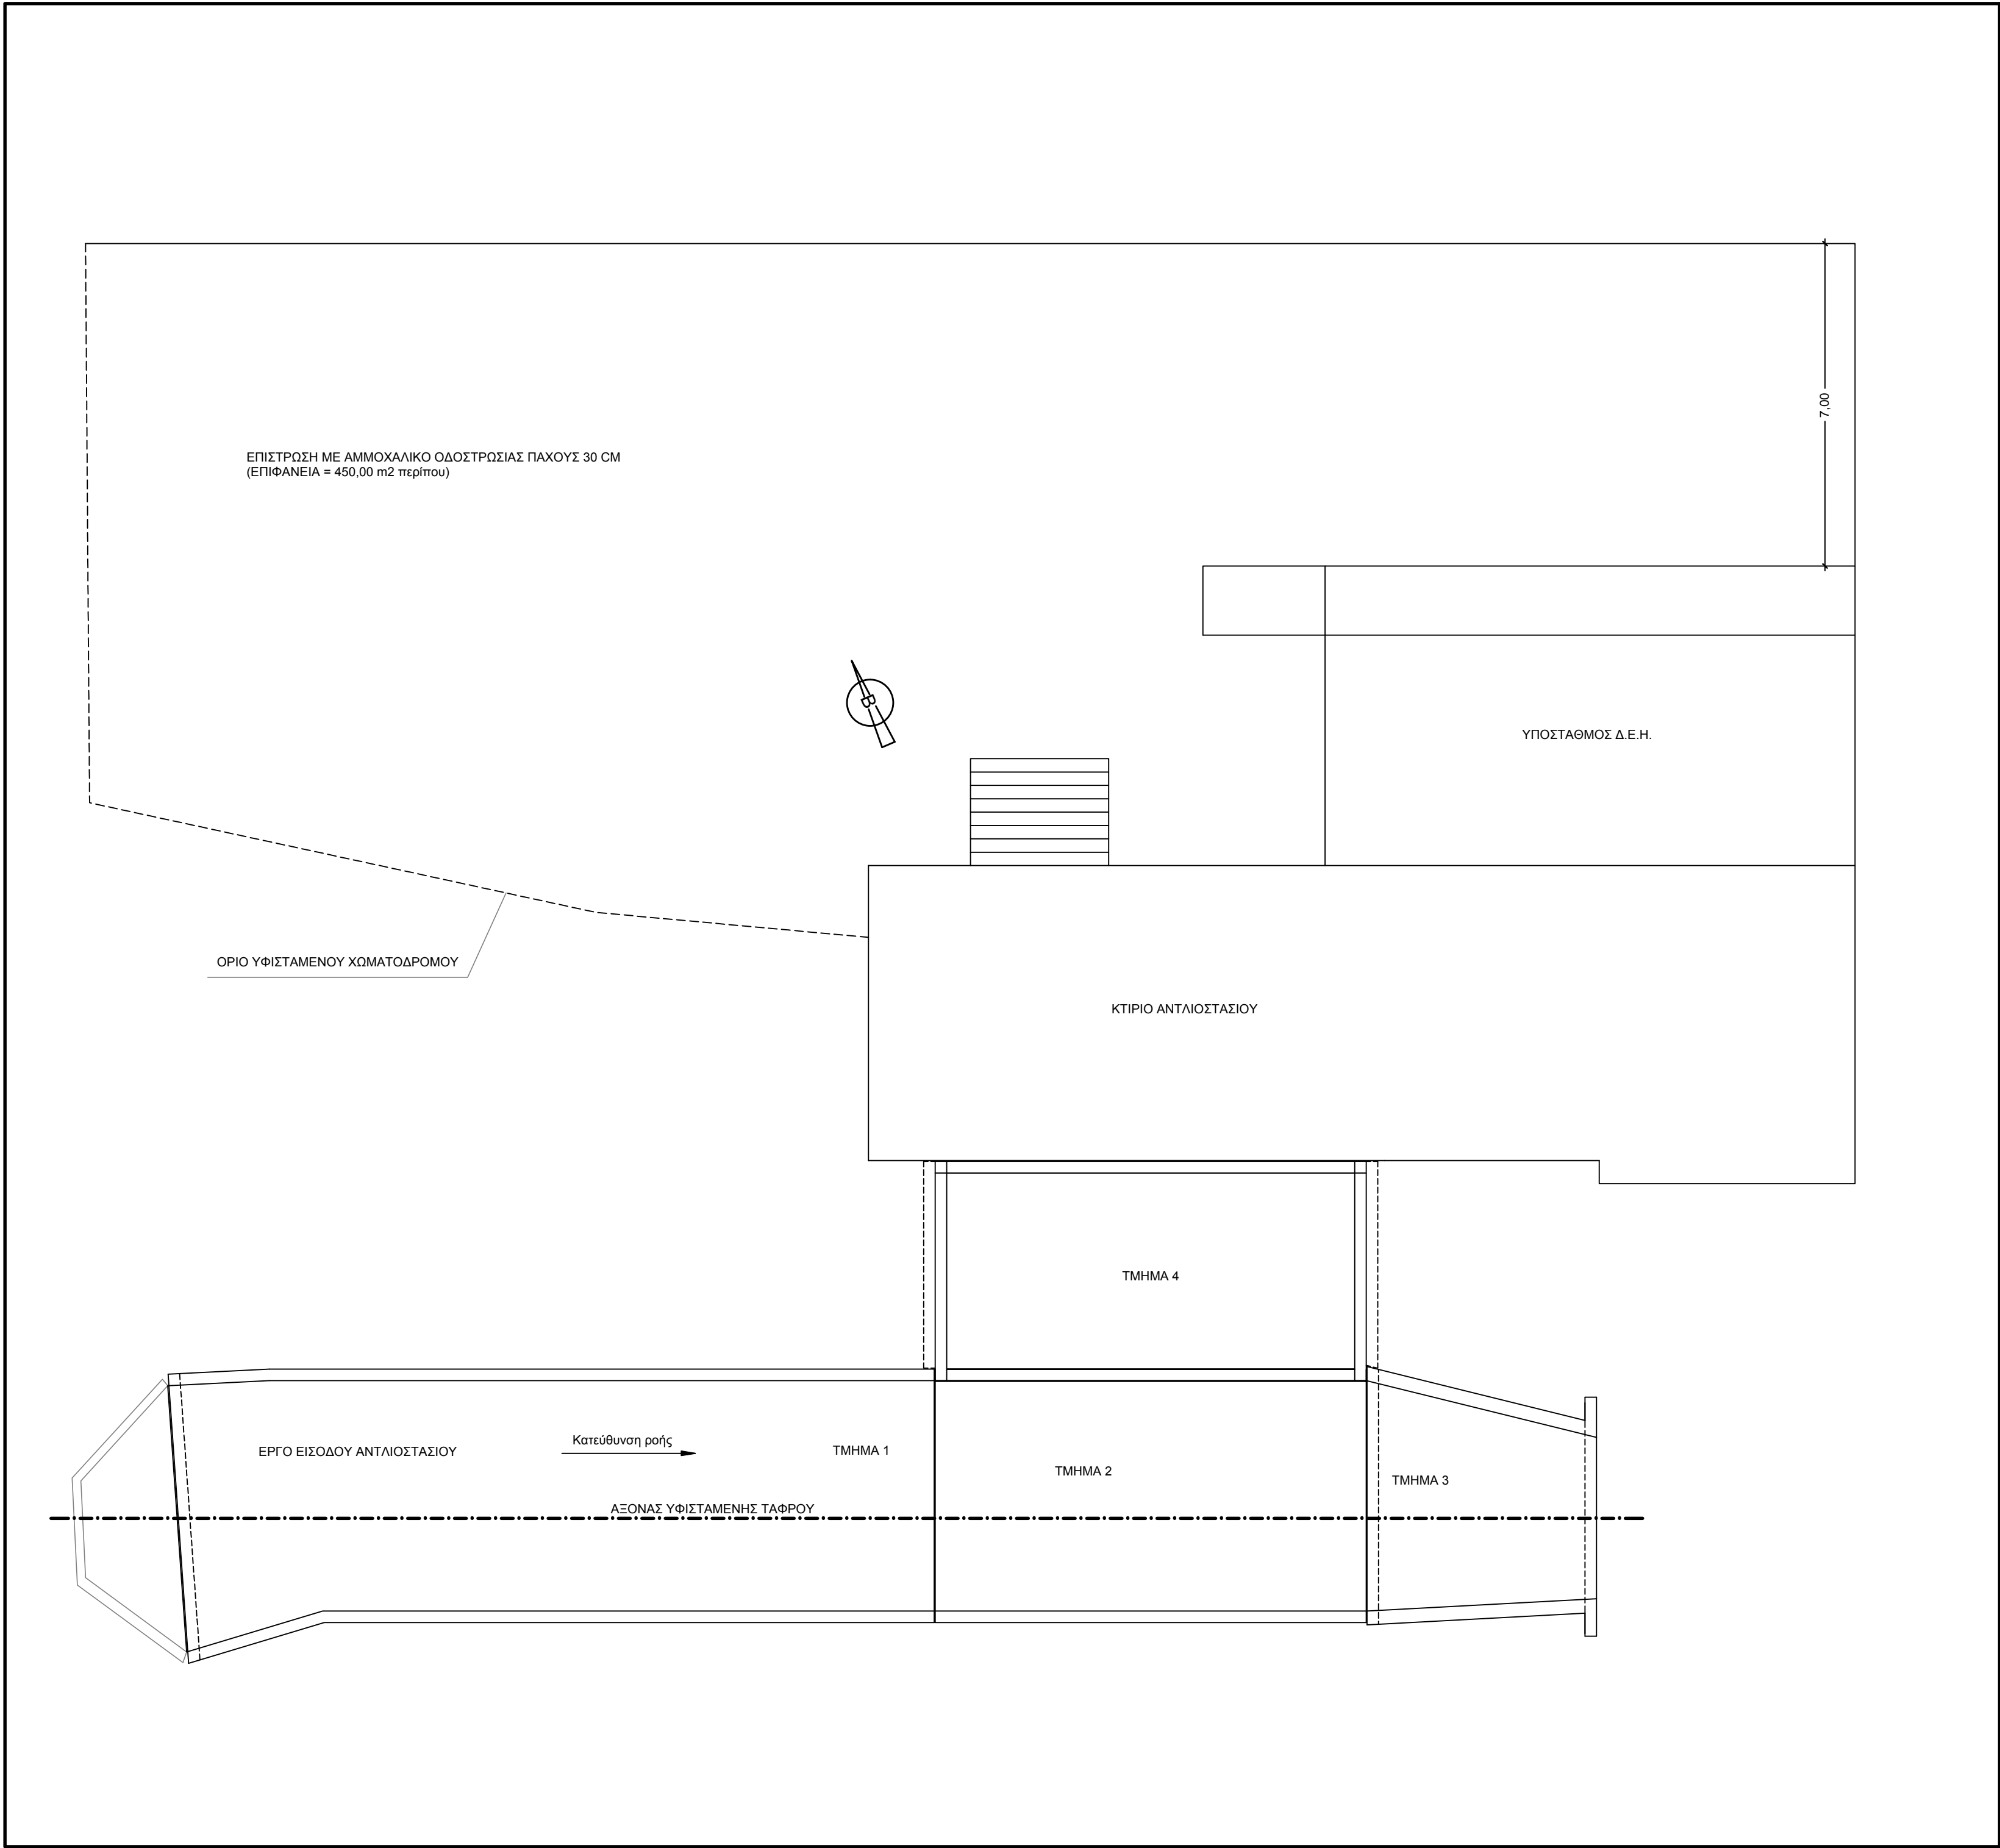 7,00
ΕΠΙΣΤΡΩΣΗ ΜΕ ΑΜΜΟΧΑΛΙΚΟ ΟΔΟΣΤΡΩΣΙΑΣ ΠΑΧΟΥΣ 30 CM
(ΕΠΙΦΑΝΕΙΑ = 450,00 m2 περίπου)
Β
ΥΠΟΣΤΑΘΜΟΣ Δ.Ε.Η.
ΟΡΙΟ ΥΦΙΣΤΑΜΕΝΟΥ ΧΩΜΑΤΟΔΡΟΜΟΥ
ΚΤΙΡΙΟ ΑΝΤΛΙΟΣΤΑΣΙΟΥ
ΤΜΗΜΑ 4
Κατεύθυνση ροής
ΕΡΓΟ ΕΙΣΟΔΟΥ ΑΝΤΛΙΟΣΤΑΣΙΟΥ
ΤΜΗΜΑ 1
ΤΜΗΜΑ 2
ΤΜΗΜΑ 3
ΑΞΟΝΑΣ ΥΦΙΣΤΑΜΕΝΗΣ ΤΑΦΡΟΥ